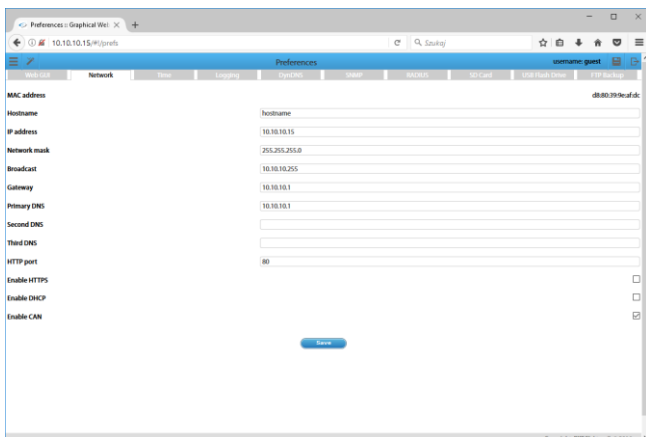 Preferences :: Graphical Web
10.10.10.15/#!/prefs
Szukaj
Preferences
username: guest
Web GUI Network Time Logging DynDNS SNMP RADIUS SD Card USB Flash Drive FTP Backup
MAC address d8:80:39:9e:af:dc
Hostname hostname
IP address 10.10.10.15
Network mask 255.255.255.0
Broadcast 10.10.10.255
Gateway 10.10.10.1
Primary DNS 10.10.10.1
Second DNS
Third DNS
HTTP port 80
Enable HTTPS
Enable DHCP
Enable CAN
Save